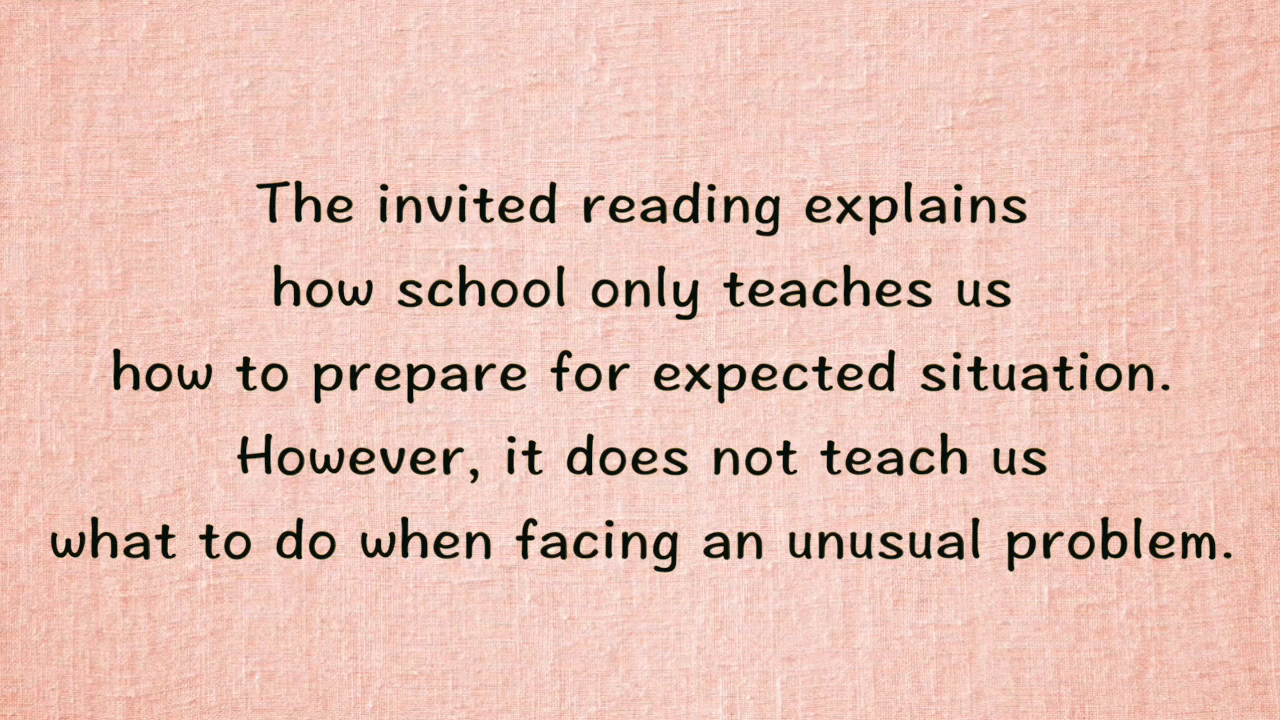 The invited reading explains
how school only teaches us
how to prepare for expected situation.
However, it does not teach us
what to do when facing an unusual problem.